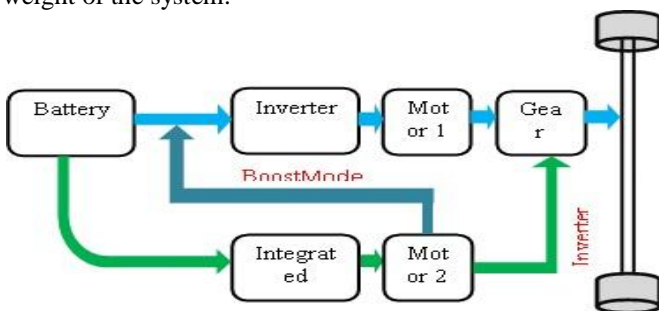 weight of the system.
Battery
Inverter
Mot
or 1
Gea
r
BoostMode
Integrat
ed
Mot
or 2
Inverter